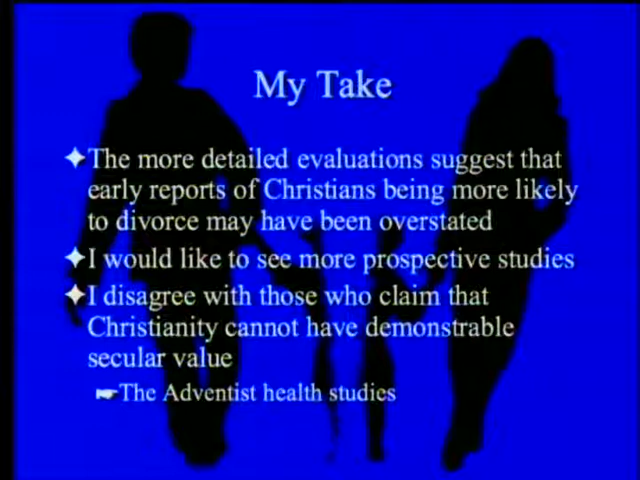 My Take
The more detailed evaluations suggest that
early reports of Christians being more likely
to divorce may have been overstated
I would like to see more prospective studies
I disagree with those who claim that
Christianity cannot have demonstrable
secular value
The Adventist health studies